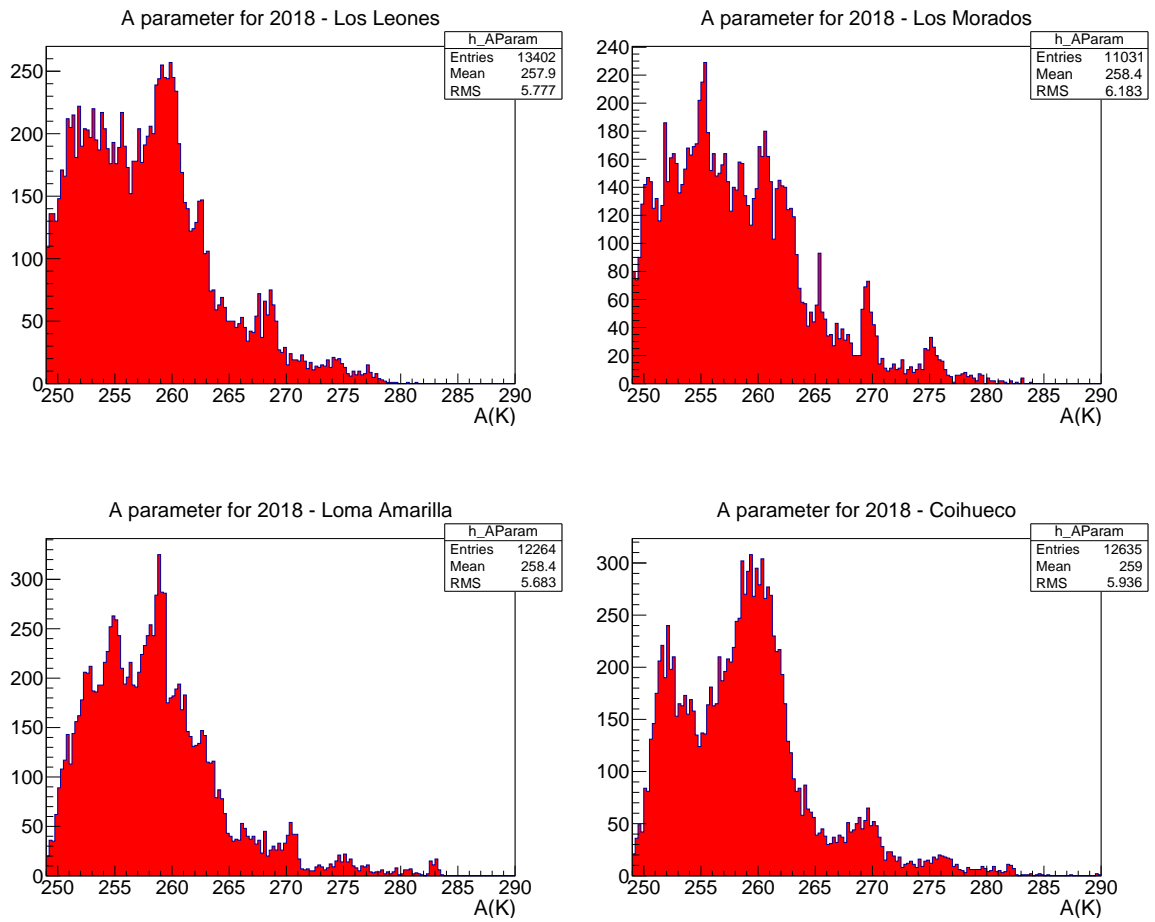 A parameter for 2018 - Los Leones
h_AParam
Entries 13402
Mean 257.9
RMS 5.777
250
200
150
100
50
0
250 255 260 265 270 275 280 285 290
A(K)
A parameter for 2018 - Los Morados
h_AParam
Entries 11031
Mean 258.4
RMS 6.183
240
220
200
180
160
140
120
100
80
60
40
20
0
250 255 260 265 270 275 280 285 290
A(K)
A parameter for 2018 - Loma Amarilla
h_AParam
Entries 12264
Mean 258.4
RMS 5.683
300
250
200
150
100
50
0
250 255 260 265 270 275 280 285 290
A(K)
A parameter for 2018 - Coihueco
h_AParam
Entries 12635
Mean 259
RMS 5.936
300
250
200
150
100
50
0
250 255 260 265 270 275 280 285 290
A(K)